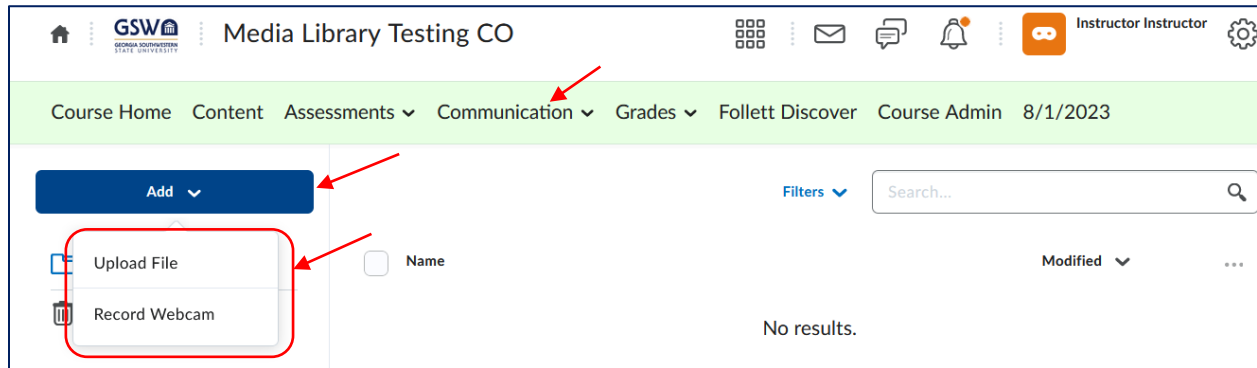 GSW
GEORGIA SOUTHWESTERN
STATE UNIVERSITY
Media Library Testing CO
Instructor Instructor
Course Home Content Assessments Communication Grades Follett Discover Course Admin 8/1/2023
Add
Filters
Search...
Upload File
Record Webcam
Name
Modified
No results.